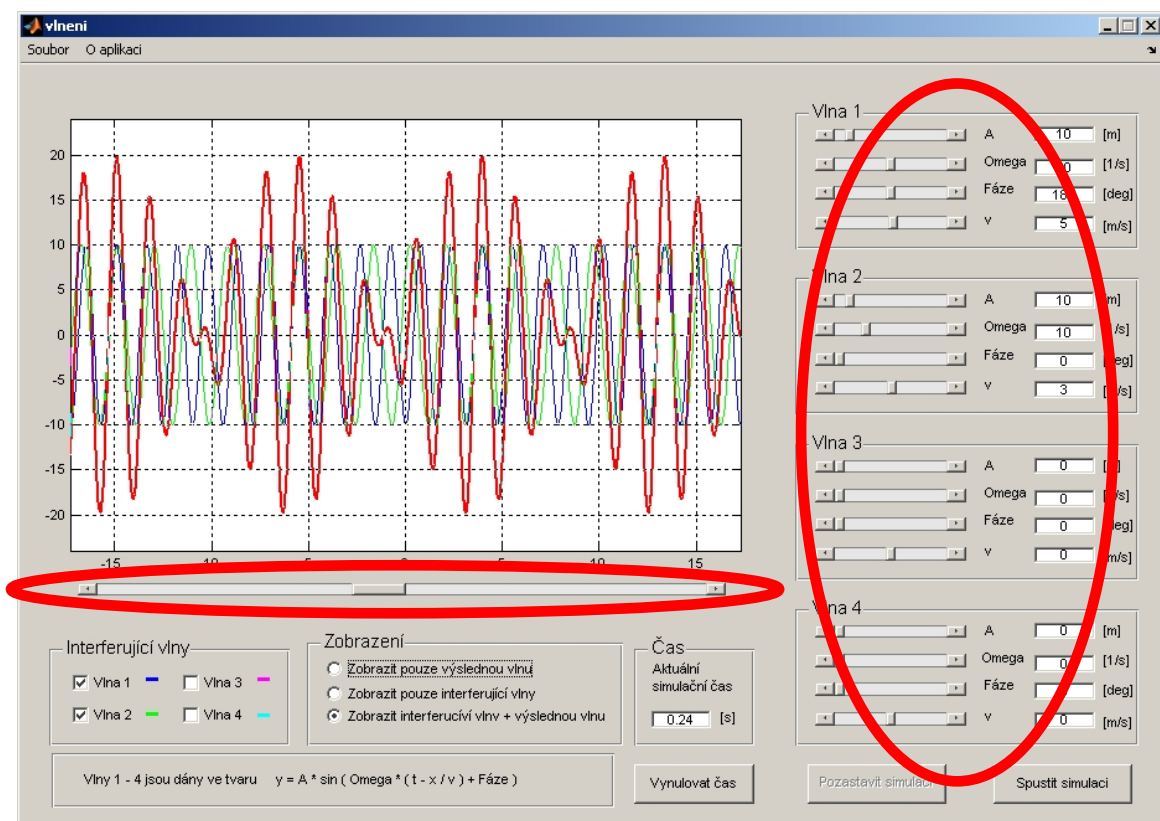 vlneni
Soubor O aplikaci
20
15
10
5
0
-5
-10
-15
-20
-15 -5 0 5 10 15
Vlna 1
A 10 [m]
Omega [1/s]
Fáze [deg]
v 5 [m/s]
Vlna 2
A 10 [m]
Omega 10
Fáze 0
v 3
Vlna 3
A 0
Omega 0
Fáze 0
v 0 [m/s]
Vlna 4
A 0 [m]
Omega 0 [1/s]
Fáze [deg]
v 0 [m/s]
Interferující vlny
Vlna 1 Vlna 3
Vlna 2 Vlna 4
Zobrazení
Zobrazit pouze výslednou vlnu
Zobrazit pouze interferující vlny
Zobrazit interferucíví vlnv + výslednou vlnu
Čas
Aktuální
simulační čas
0.24 [s]
Vlny 1 - 4 jsou dány ve tvaru y = A * sin ( Omega * ( t - x / v ) + Fáze )
Vynulovat čas
Pozastavit simulaci
Spustit simulaci